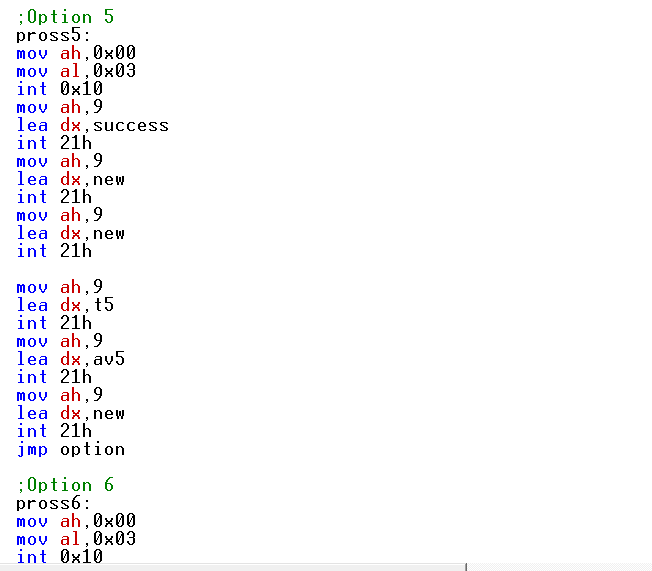 ;Option 5
pross5:
mov ah,0x00
mov al,0x03
int 0x10
mov ah,9
lea dx,success
int 21h
mov ah,9
lea dx,new
int 21h
mov ah,9
lea dx,new
int 21h
mov ah,9
lea dx,t5
int 21h
mov ah,9
lea dx,av5
int 21h
mov ah,9
lea dx,new
int 21h
jmp option
;Option 6
pross6:
mov ah,0x00
mov al,0x03
int 0x10